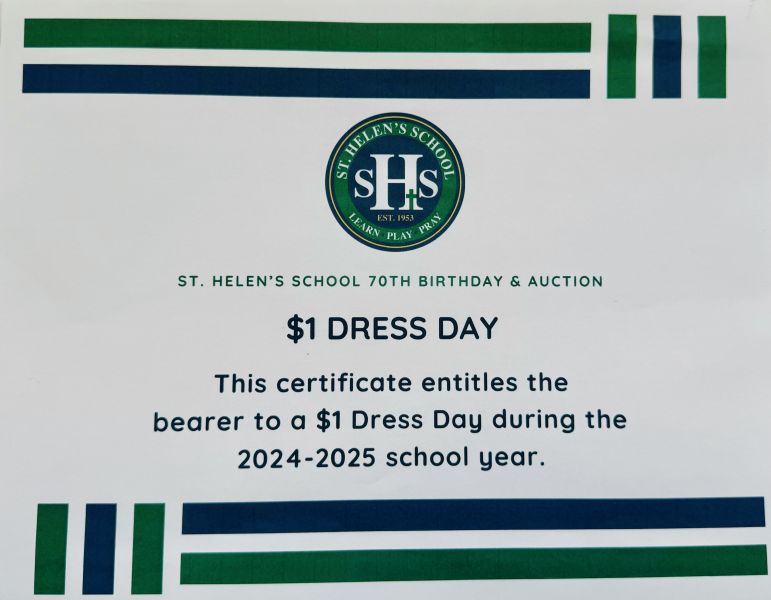 ST. HELEN'S SCHOOL
SHS
EST. 1953
LEARN PLAY PRAY
ST. HELEN'S SCHOOL 70TH BIRTHDAY & AUCTION
$1 DRESS DAY
This certificate entitles the
bearer to a $1 Dress Day during the
2024-2025 school year.